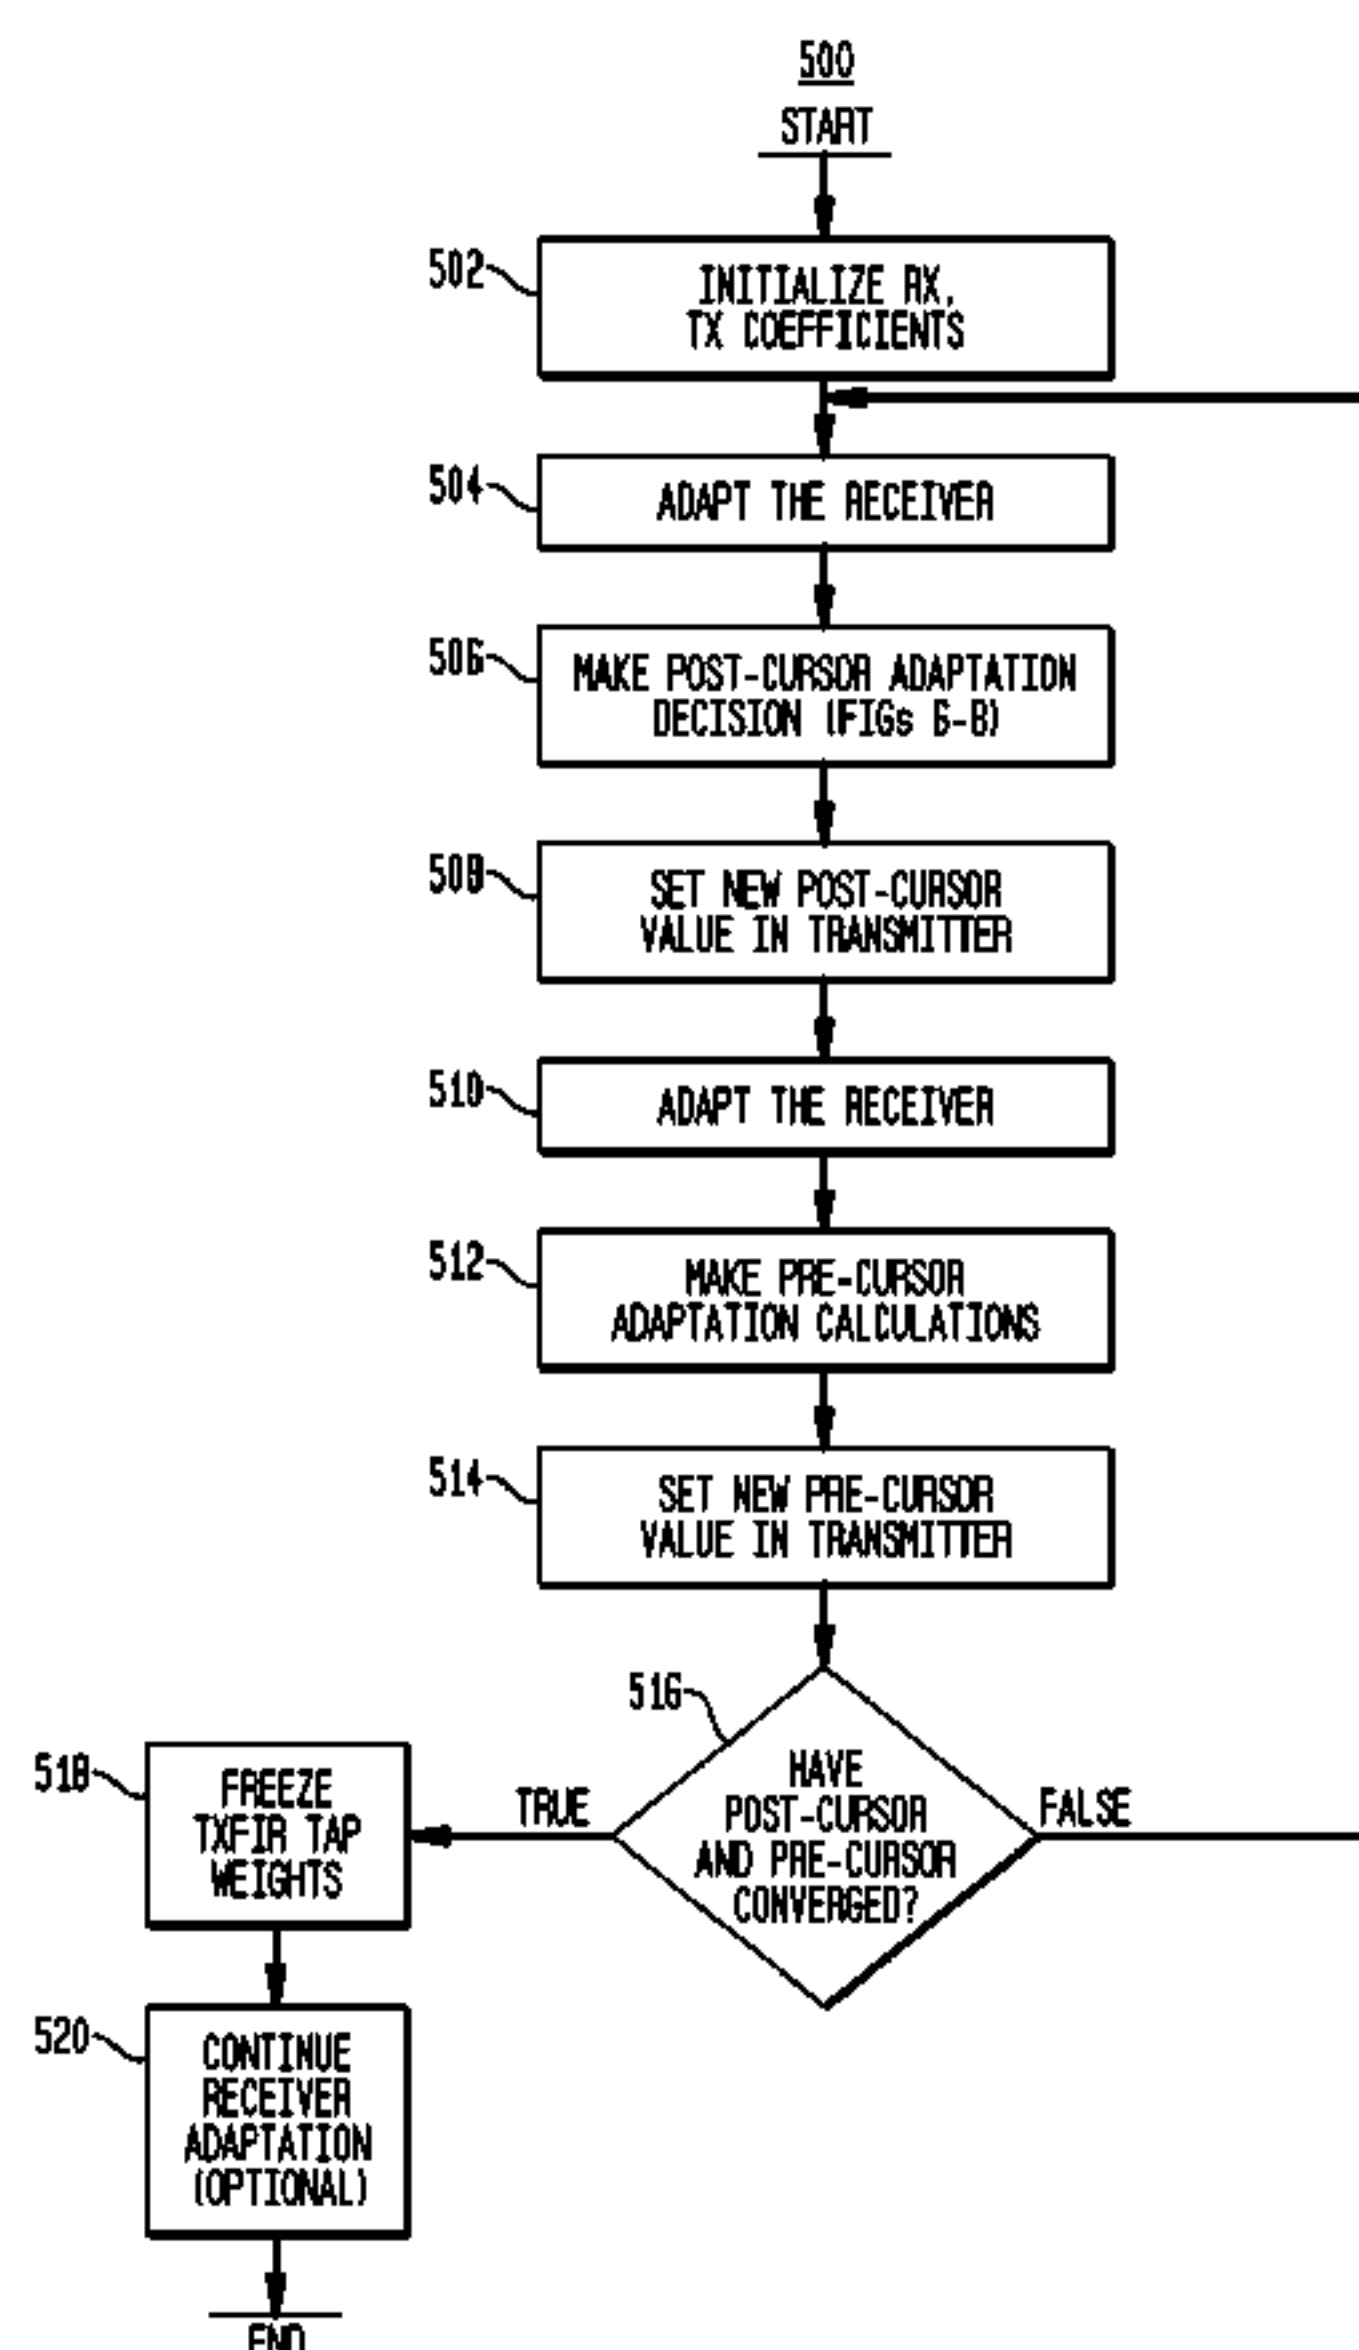 500
START
502
INITIALIZE RX,
TX COEFFICIENTS
504
ADAPT THE RECEIVER
506
MAKE POST-CURSOR ADAPTATION
DECISION (FIGs 6-8)
508
SET NEW POST-CURSOR
VALUE IN TRANSMITTER
510
ADAPT THE RECEIVER
512
MAKE PRE-CURSOR
ADAPTATION CALCULATIONS
514
SET NEW PRE-CURSOR
VALUE IN TRANSMITTER
516
HAVE
POST-CURSOR
AND PRE-CURSOR
CONVERGED?
TRUE
FALSE
518
FREEZE
TXFIR TAP
WEIGHTS
520
CONTINUE
RECEIVER
ADAPTATION
(OPTIONAL)
END